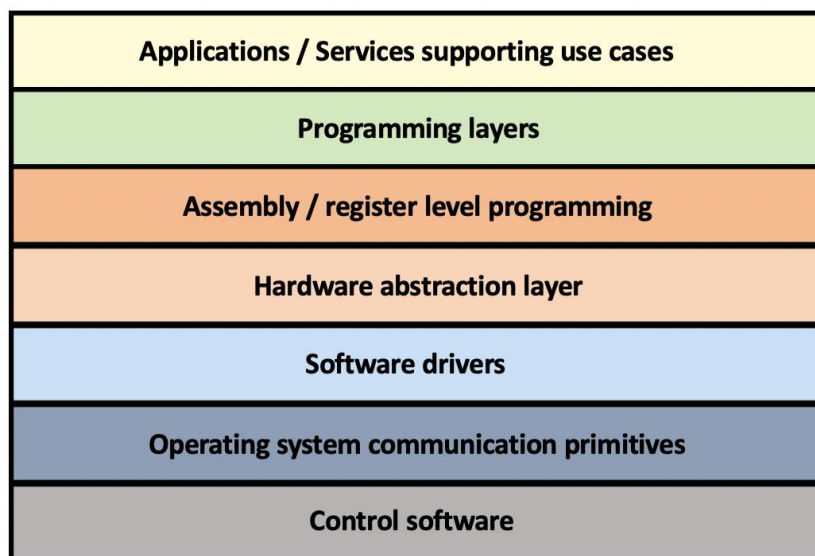 Applications / Services supporting use cases
Programming layers
Assembly / register level programming
Hardware abstraction layer
Software drivers
Operating system communication primitives
Control software